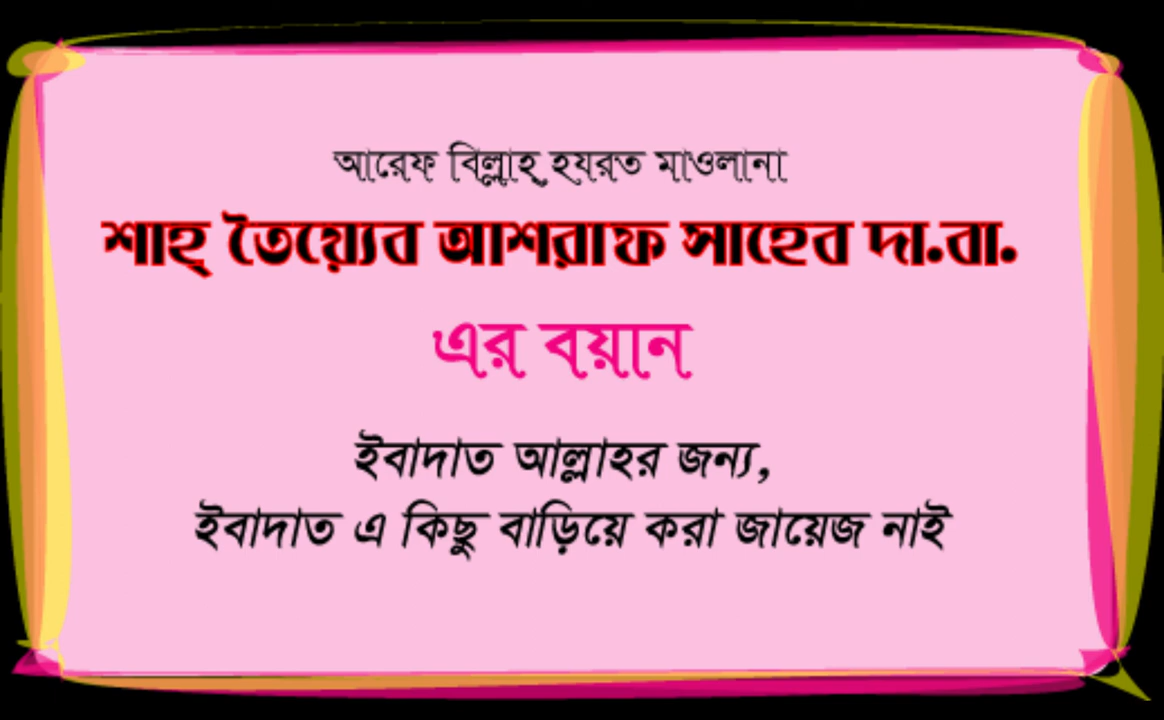 আরেফ বিল্লাহ্ হযরত মাওলানা
শাহ্ তৈয়্যেব আশরাফ সাহেব দা.বা.
এর বয়ান
ইবাদাত আল্লাহর জন্য,
ইবাদাত এ কিছু বাড়িয়ে করা জায়েজ নাই